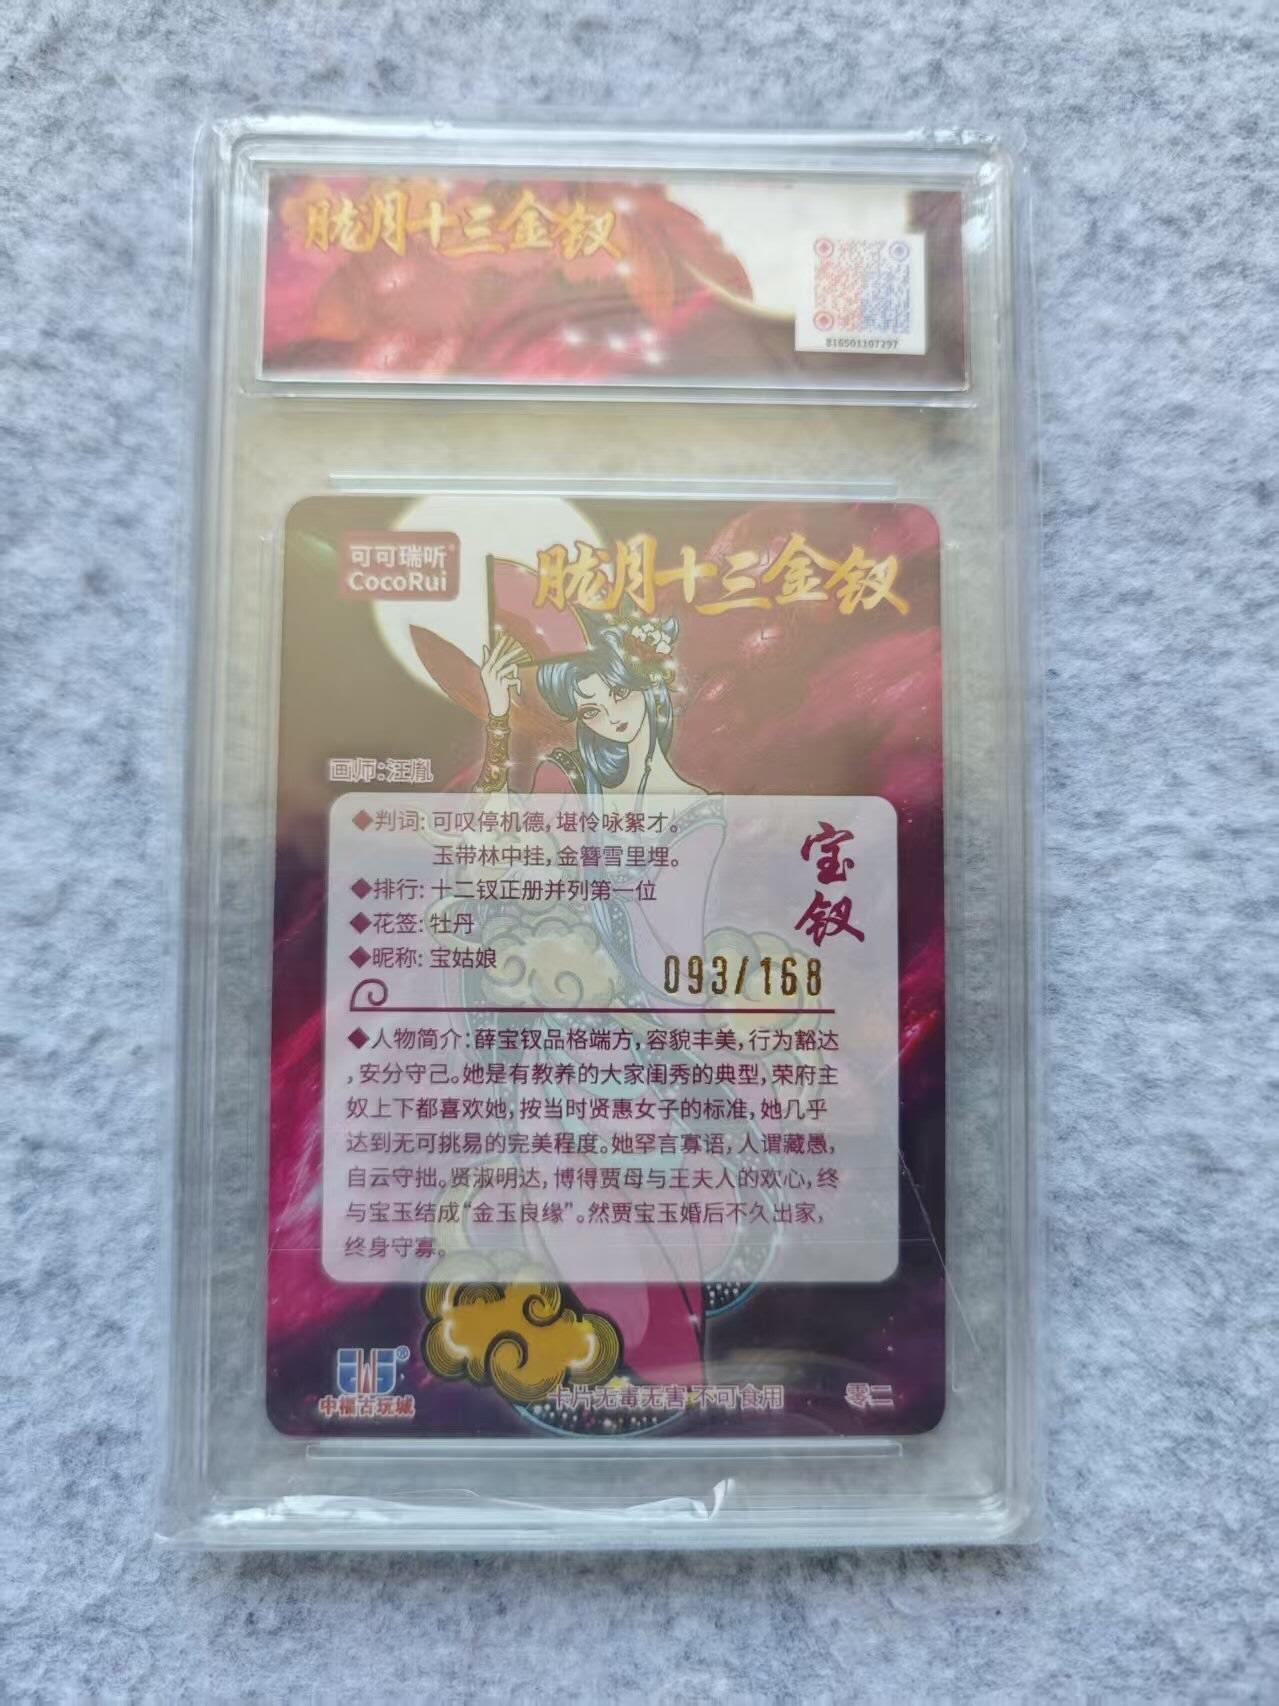 胧月十三金钗
816501107297
可可瑞听®
CocoRui
胧月十三金钗
画师:汪胤
◆判词:可叹停机德,堪怜咏絮才。
玉带林中挂,金簪雪里埋。
◆排行:十二钗正册并列第一位
◆花签:牡丹
◆昵称:宝姑娘
宝钗
093/168
◆人物简介:薛宝钗品格端方,容貌丰美,行为豁达
,安分守己。她是有教养的大家闺秀的典型,荣府主
奴上下都喜欢她,按当时贤惠女子的标准,她几乎
达到无可挑易的完美程度。她罕言寡语,人谓藏愚,
自云守拙。贤淑明达,博得贾母与王夫人的欢心,终
与宝玉结成“金玉良缘”。然贾宝玉婚后不久出家,
终身守寡。
®
中福古玩城
卡片无毒无害 不可食用
零二